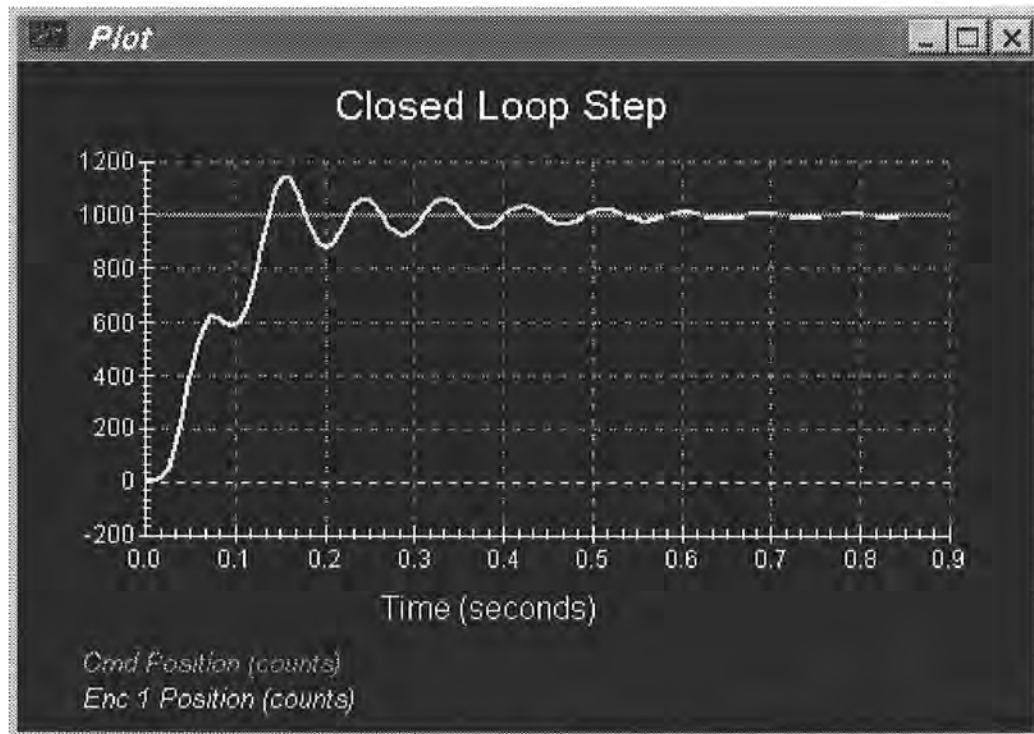 Plot
Closed Loop Step
1200
1000
800
600
400
200
0
-200
0.0 0.1 0.2 0.3 0.4 0.5 0.6 0.7 0.8 0.9
Time (seconds)
Cmd Position (counts)
Enc 1 Position (counts)